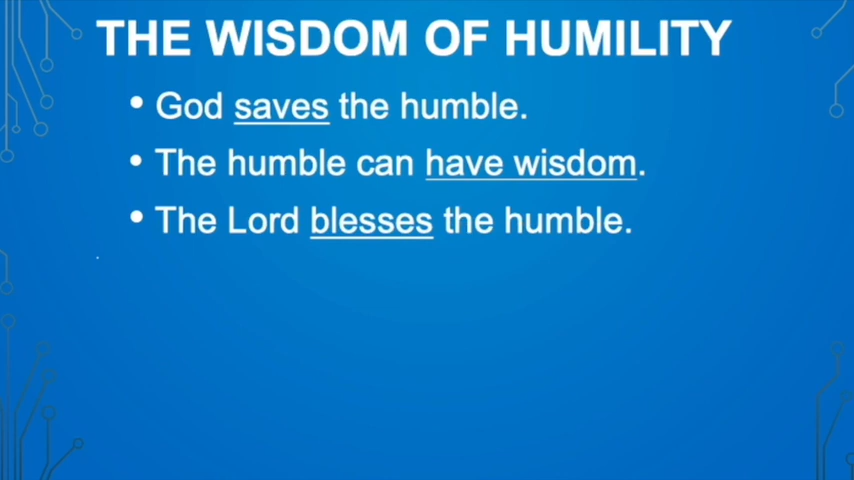 THE WISDOM OF HUMILITY
• God saves the humble.
• The humble can have wisdom.
• The Lord blesses the humble.